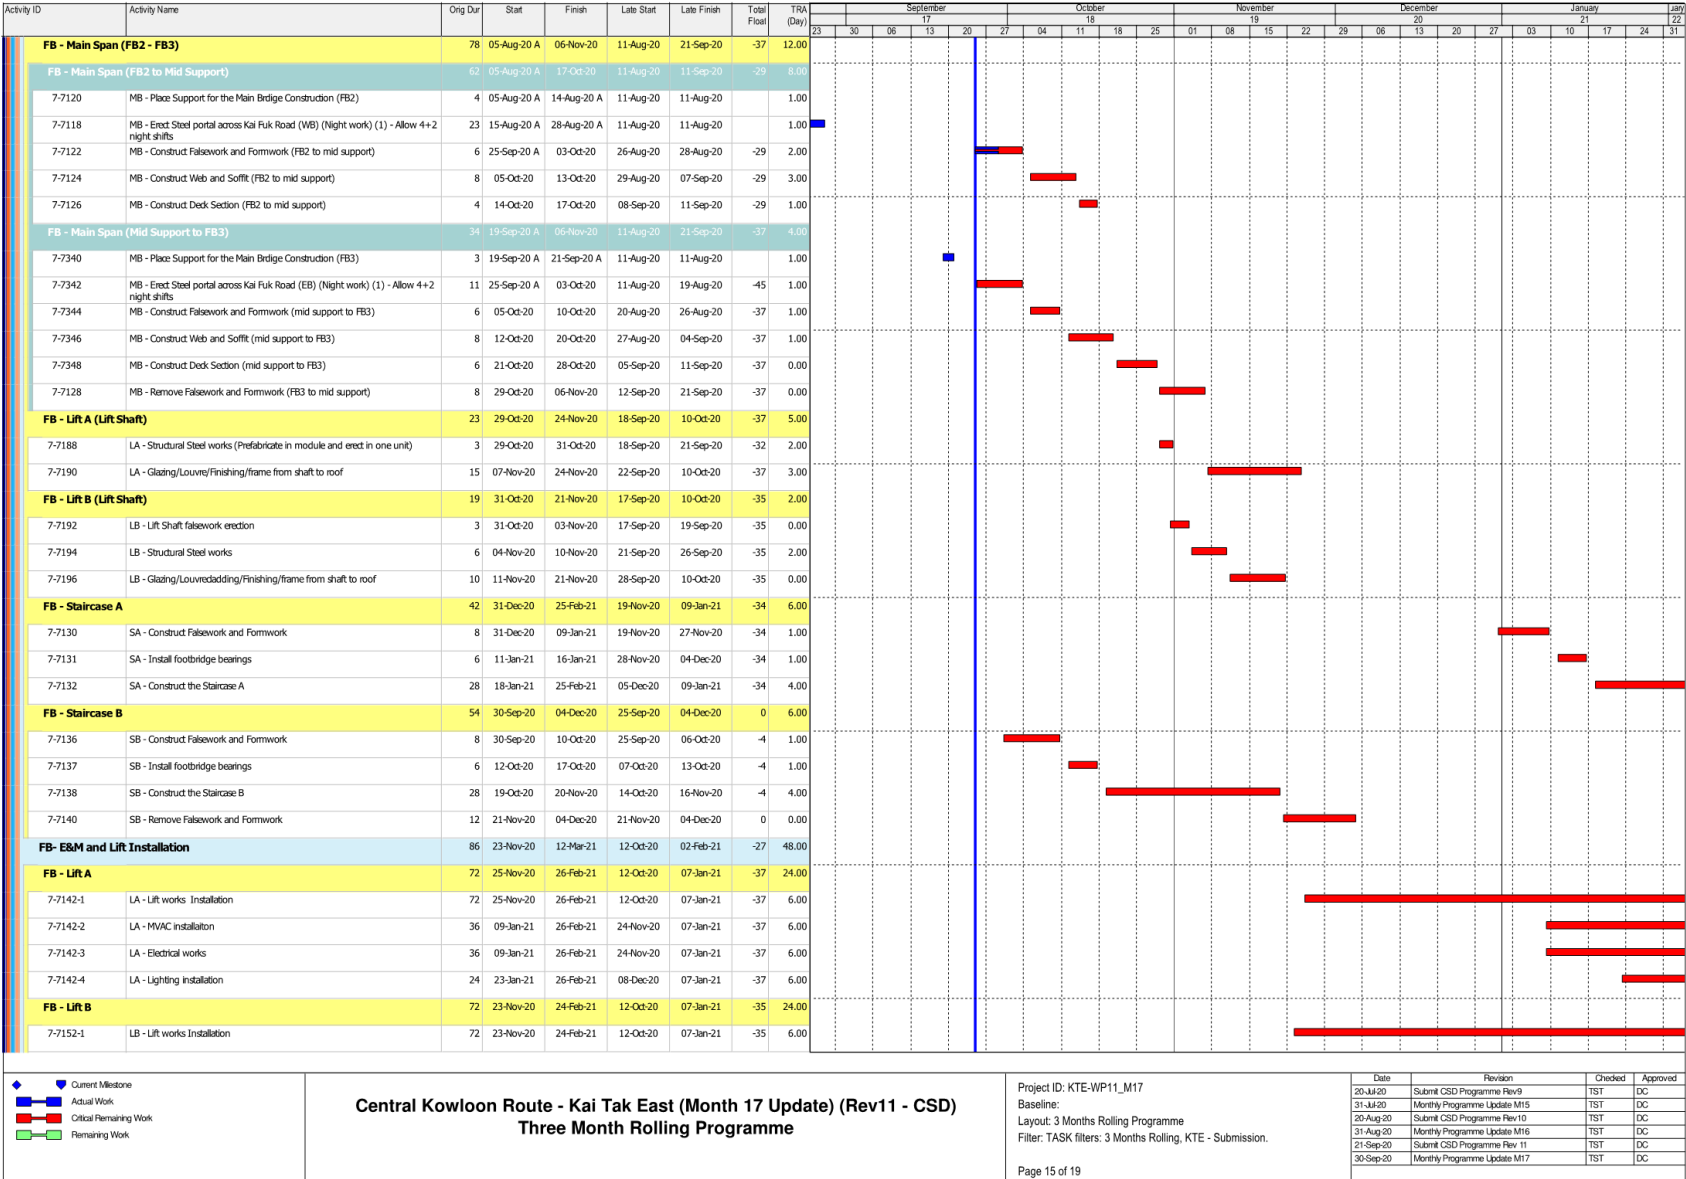 Activity ID Activity Name Orig Dur Start Finish Late Start Late Finish Total Float TRA (Day)
September October November December January Jary
17 18 19 20 21 22
23 30 06 13 20 27 04 11 18 25 01 08 15 22 29 06 13 20 27 03 10 17 24 31
FB - Main Span (FB2 - FB3) 78 05-Aug-20 A 06-Nov-20 11-Aug-20 21-Sep-20 -37 12.00
FB - Main Span (FB2 to Mid Support) 62 05-Aug-20 A 17-Oct-20 11-Aug-20 11-Sep-20 -29 8.00
7-7120 MB - Place Support for the Main Brdige Construction (FB2) 4 05-Aug-20 A 14-Aug-20 A 11-Aug-20 11-Aug-20 1.00
7-7118 MB - Erect Steel portal across Kai Fuk Road (WB) (Night work) (1) - Allow 4+2 night shifts 23 15-Aug-20 A 28-Aug-20 A 11-Aug-20 11-Aug-20 1.00
7-7122 MB - Construct Falsework and Formwork (FB2 to mid support) 6 25-Sep-20 A 03-Oct-20 26-Aug-20 28-Aug-20 -29 2.00
7-7124 MB - Construct Web and Soffit (FB2 to mid support) 8 05-Oct-20 13-Oct-20 29-Aug-20 07-Sep-20 -29 3.00
7-7126 MB - Construct Deck Section (FB2 to mid support) 4 14-Oct-20 17-Oct-20 08-Sep-20 11-Sep-20 -29 1.00
FB - Main Span (Mid Support to FB3) 34 19-Sep-20 A 06-Nov-20 11-Aug-20 21-Sep-20 -37 4.00
7-7340 MB - Place Support for the Main Brdige Construction (FB3) 3 19-Sep-20 A 21-Sep-20 A 11-Aug-20 11-Aug-20 1.00
7-7342 MB - Erect Steel portal across Kai Fuk Road (EB) (Night work) (1) - Allow 4+2 night shifts 11 25-Sep-20 A 03-Oct-20 11-Aug-20 19-Aug-20 -45 1.00
7-7344 MB - Construct Falsework and Formwork (mid support to FB3) 6 05-Oct-20 10-Oct-20 20-Aug-20 26-Aug-20 -37 1.00
7-7346 MB - Construct Web and Soffit (mid support to FB3) 8 12-Oct-20 20-Oct-20 27-Aug-20 04-Sep-20 -37 1.00
7-7348 MB - Construct Deck Section (mid support to FB3) 6 21-Oct-20 28-Oct-20 05-Sep-20 11-Sep-20 -37 0.00
7-7128 MB - Remove Falsework and Formwork (FB3 to mid support) 8 29-Oct-20 06-Nov-20 12-Sep-20 21-Sep-20 -37 0.00
FB - Lift A (Lift Shaft) 23 29-Oct-20 24-Nov-20 18-Sep-20 10-Oct-20 -37 5.00
7-7188 LA - Structural Steel works (Prefabricate in module and erect in one unit) 3 29-Oct-20 31-Oct-20 18-Sep-20 21-Sep-20 -32 2.00
7-7190 LA - Glazing/Louvre/Finishing/frame from shaft to roof 15 07-Nov-20 24-Nov-20 22-Sep-20 10-Oct-20 -37 3.00
FB - Lift B (Lift Shaft) 19 31-Oct-20 21-Nov-20 17-Sep-20 10-Oct-20 -35 2.00
7-7192 LB - Lift Shaft falsework erection 3 31-Oct-20 03-Nov-20 17-Sep-20 19-Sep-20 -35 0.00
7-7194 LB - Structural Steel works 6 04-Nov-20 10-Nov-20 21-Sep-20 26-Sep-20 -35 2.00
7-7196 LB - Glazing/Louvredadding/Finishing/frame from shaft to roof 10 11-Nov-20 21-Nov-20 28-Sep-20 10-Oct-20 -35 0.00
FB - Staircase A 42 31-Dec-20 25-Feb-21 19-Nov-20 09-Jan-21 -34 6.00
7-7130 SA - Construct Falsework and Formwork 8 31-Dec-20 09-Jan-21 19-Nov-20 27-Nov-20 -34 1.00
7-7131 SA - Install footbridge bearings 6 11-Jan-21 16-Jan-21 28-Nov-20 04-Dec-20 -34 1.00
7-7132 SA - Construct the Staircase A 28 18-Jan-21 25-Feb-21 05-Dec-20 09-Jan-21 -34 4.00
FB - Staircase B 54 30-Sep-20 04-Dec-20 25-Sep-20 04-Dec-20 0 6.00
7-7136 SB - Construct Falsework and Formwork 8 30-Sep-20 10-Oct-20 25-Sep-20 06-Oct-20 -4 1.00
7-7137 SB - Install footbridge bearings 6 12-Oct-20 17-Oct-20 07-Oct-20 13-Oct-20 -4 1.00
7-7138 SB - Construct the Staircase B 28 19-Oct-20 20-Nov-20 14-Oct-20 16-Nov-20 -4 4.00
7-7140 SB - Remove Falsework and Formwork 12 21-Nov-20 04-Dec-20 21-Nov-20 04-Dec-20 0 0.00
FB- E&M and Lift Installation 86 23-Nov-20 12-Mar-21 12-Oct-20 02-Feb-21 -27 48.00
FB - Lift A 72 25-Nov-20 26-Feb-21 12-Oct-20 07-Jan-21 -37 24.00
7-7142-1 LA - Lift works Installation 72 25-Nov-20 26-Feb-21 12-Oct-20 07-Jan-21 -37 6.00
7-7142-2 LA - MVAC installaiton 36 09-Jan-21 26-Feb-21 24-Nov-20 07-Jan-21 -37 6.00
7-7142-3 LA - Electrical works 36 09-Jan-21 26-Feb-21 24-Nov-20 07-Jan-21 -37 6.00
7-7142-4 LA - Lighting installation 24 23-Jan-21 26-Feb-21 08-Dec-20 07-Jan-21 -37 6.00
FB - Lift B 72 23-Nov-20 24-Feb-21 12-Oct-20 07-Jan-21 -35 24.00
7-7152-1 LB - Lift works Installation 72 23-Nov-20 24-Feb-21 12-Oct-20 07-Jan-21 -35 6.00
Current Milestone
Actual Work
Critical Remaining Work
Remaining Work
Central Kowloon Route - Kai Tak East (Month 17 Update) (Rev11 - CSD)
Three Month Rolling Programme
Project ID: KTE-WP11_M17
Baseline:
Layout: 3 Months Rolling Programme
Filter: TASK filters: 3 Months Rolling, KTE - Submission.
Page 15 of 19
Date Revision Checked Approved
20-Jul-20 Submit CSD Programme Rev9 TST DC
31-Jul-20 Monthly Programme Update M15 TST DC
20-Aug-20 Submit CSD Programme Rev10 TST DC
31-Aug-20 Monthly Programme Update M16 TST DC
21-Sep-20 Submit CSD Programme Rev 11 TST DC
30-Sep-20 Monthly Programme Update M17 TST DC